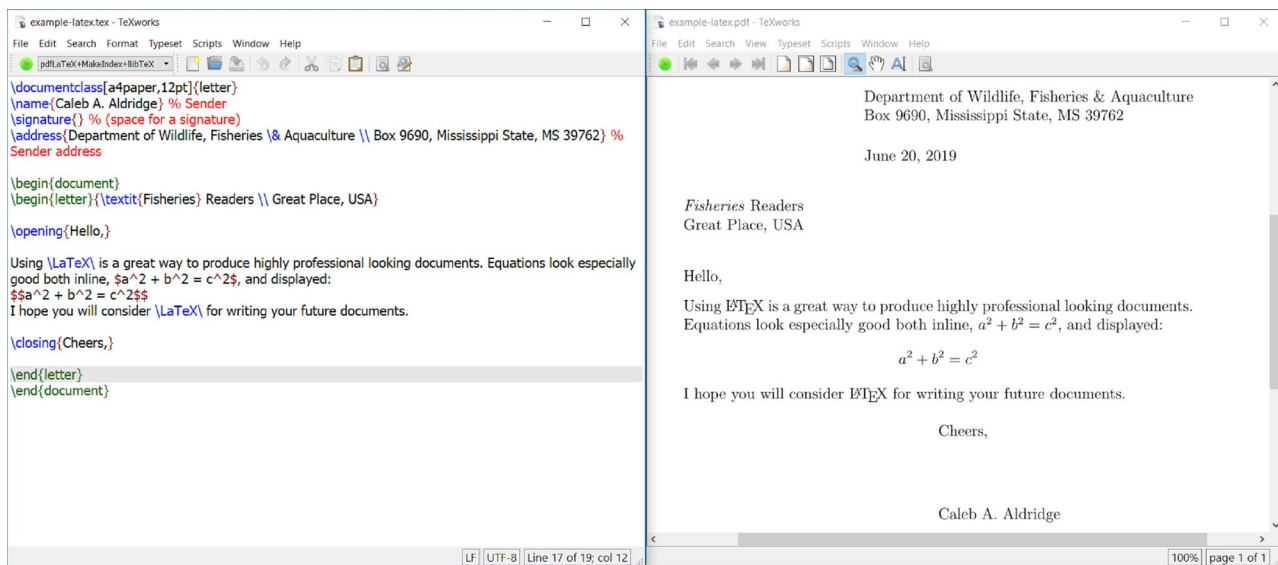 example-latex.tex - TeXworks
File Edit Search Format Typeset Scripts Window Help
pdfLaTeX+MakeIndex+BibTeX
\documentclass[a4paper,12pt]{letter}
\name{Caleb A. Aldridge} % Sender
\signature{} % (space for a signature)
\address{Department of Wildlife, Fisheries \& Aquaculture \\ Box 9690, Mississippi State, MS 39762} %
Sender address
\begin{document}
\begin{letter}{\textit{Fisheries} Readers \\ Great Place, USA}
\opening{Hello,}
Using \LaTeX\ is a great way to produce highly professional looking documents. Equations look especially
good both inline, $a^2 + b^2 = c^2$, and displayed:
$$a^2 + b^2 = c^2$$
I hope you will consider \LaTeX\ for writing your future documents.
\closing{Cheers,}
\end{letter}
\end{document}
LF UTF-8 Line 17 of 19; col 12
example-latex.pdf - TeXworks
File Edit Search View Typeset Scripts Window Help
Department of Wildlife, Fisheries & Aquaculture
Box 9690, Mississippi State, MS 39762
June 20, 2019
Fisheries Readers
Great Place, USA
Hello,
Using LaTeX is a great way to produce highly professional looking documents.
Equations look especially good both inline, a² + b² = c², and displayed:
a² + b² = c²
I hope you will consider LaTeX for writing your future documents.
Cheers,
Caleb A. Aldridge
100% page 1 of 1